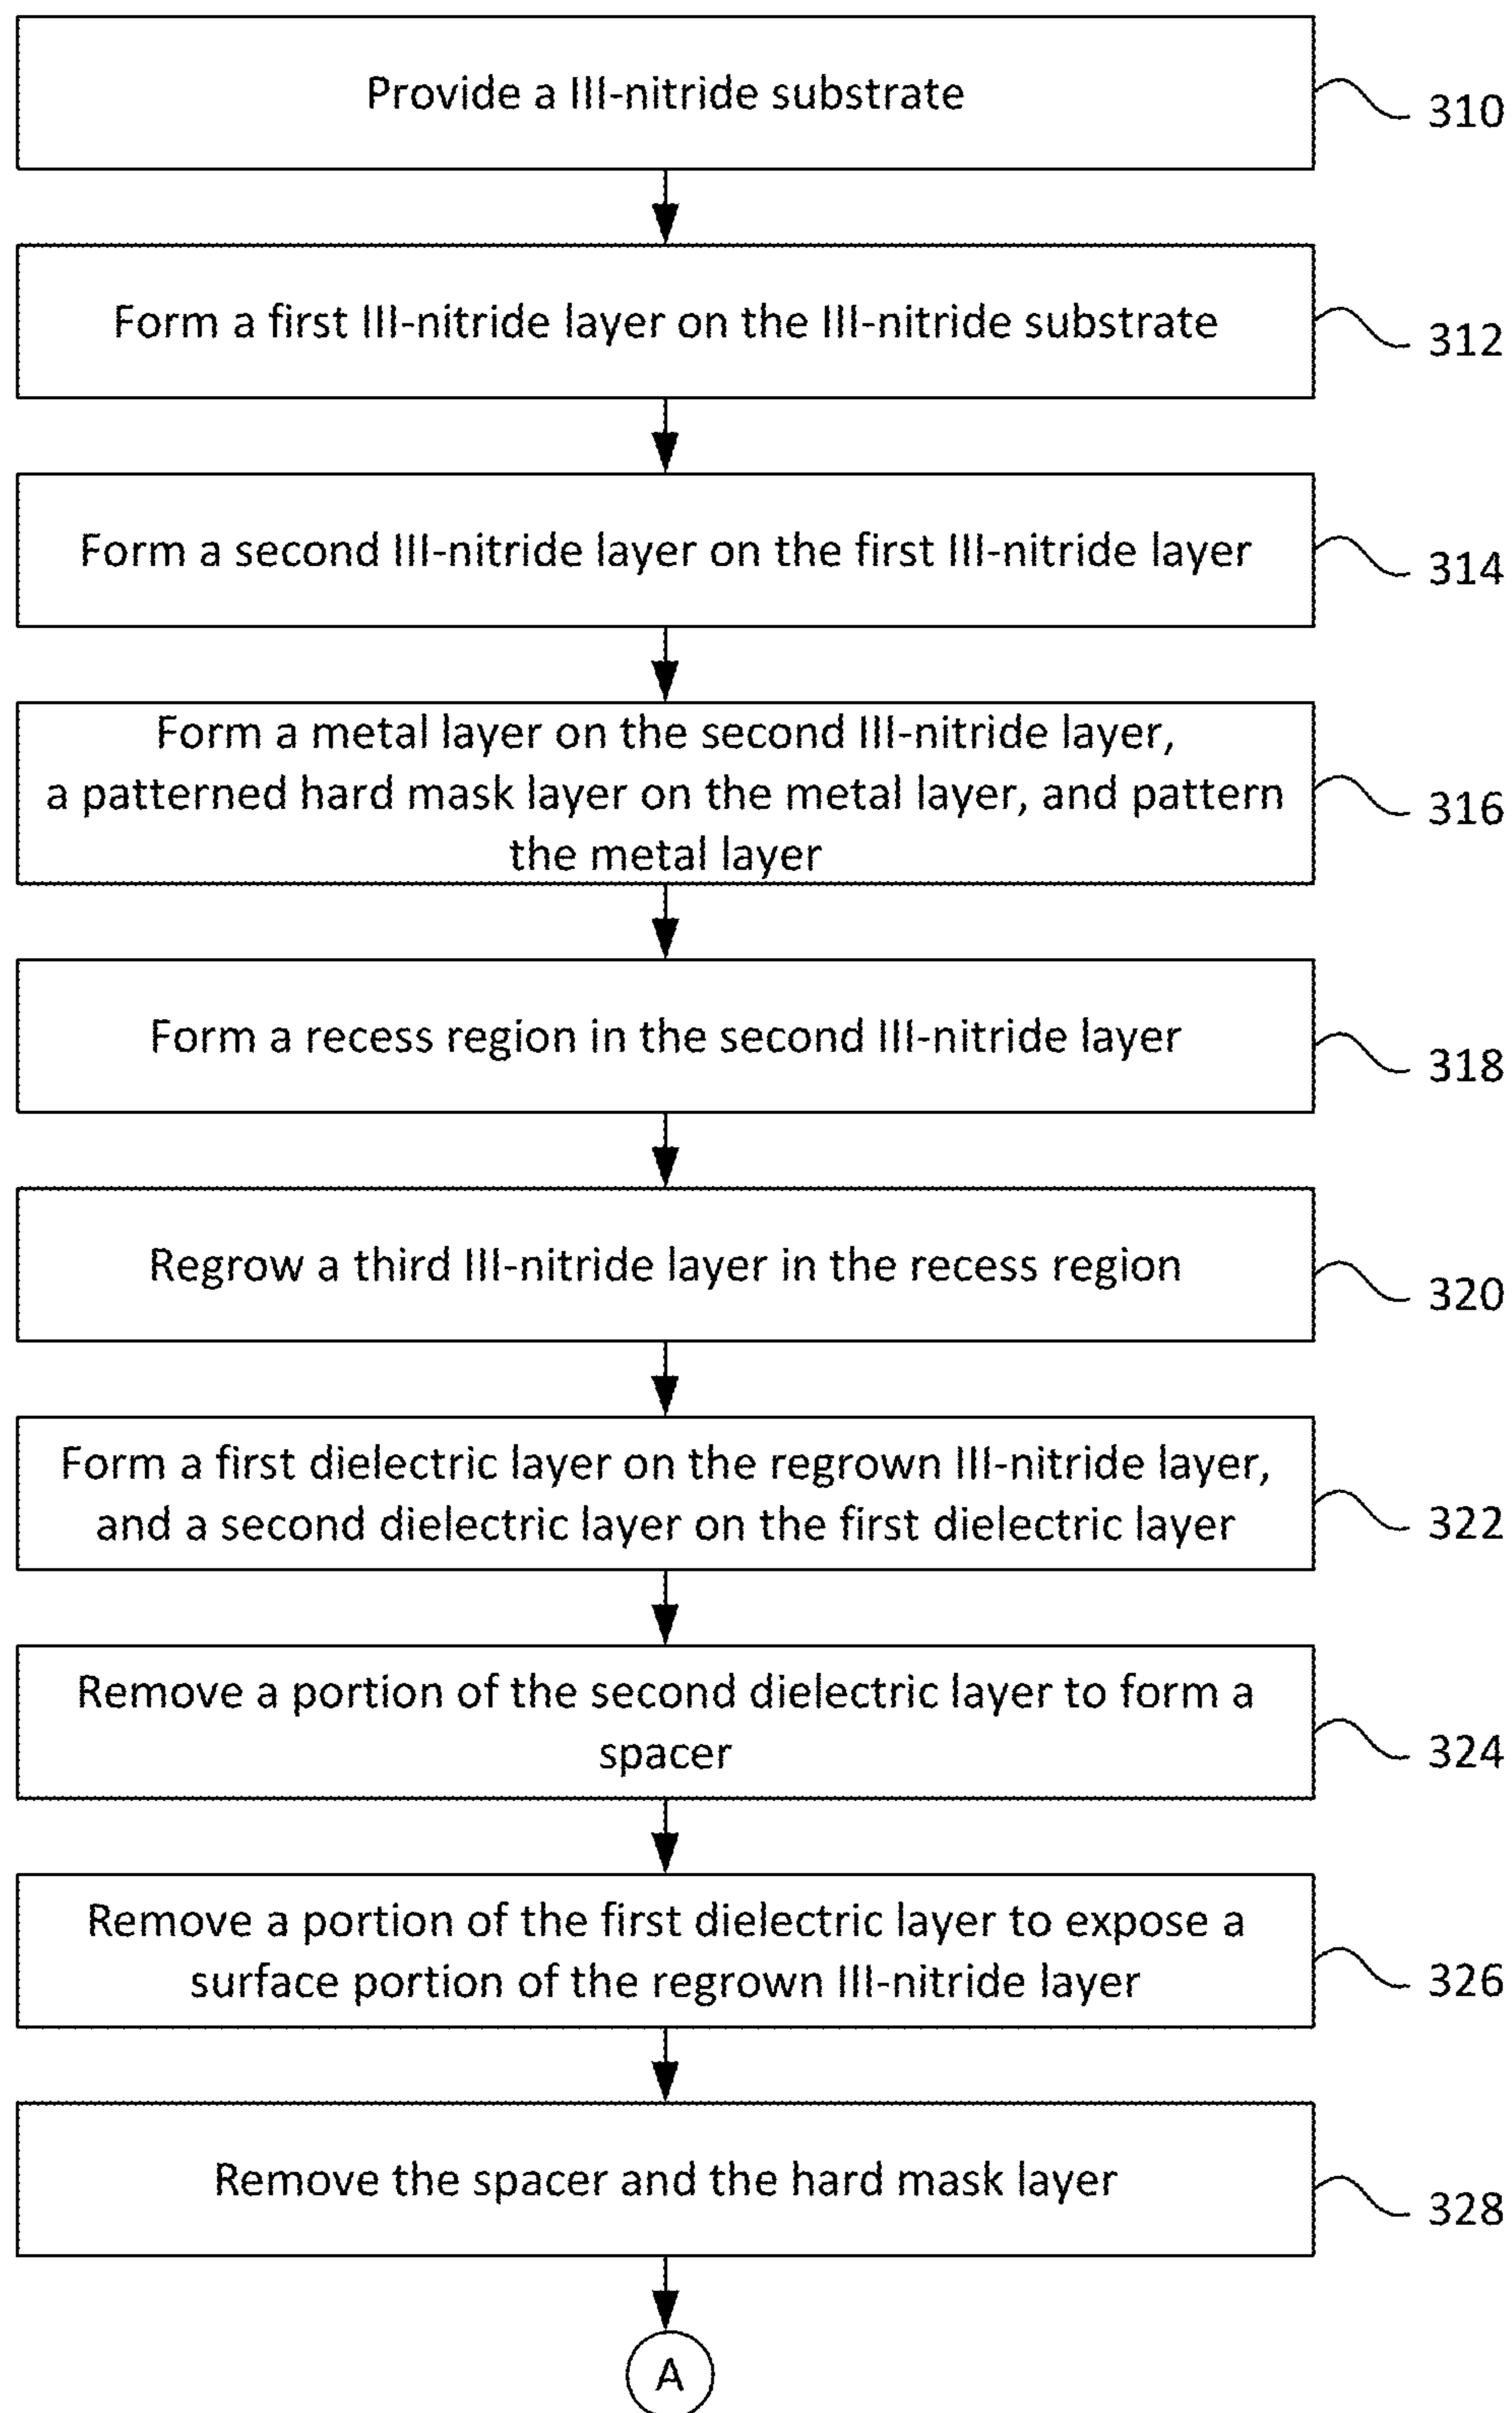 Provide a III-nitride substrate
310
Form a first III-nitride layer on the III-nitride substrate
312
Form a second III-nitride layer on the first III-nitride layer
314
Form a metal layer on the second III-nitride layer,
a patterned hard mask layer on the metal layer, and pattern
the metal layer
316
Form a recess region in the second III-nitride layer
318
Regrow a third III-nitride layer in the recess region
320
Form a first dielectric layer on the regrown III-nitride layer,
and a second dielectric layer on the first dielectric layer
322
Remove a portion of the second dielectric layer to form a
spacer
324
Remove a portion of the first dielectric layer to expose a
surface portion of the regrown III-nitride layer
326
Remove the spacer and the hard mask layer
328
A